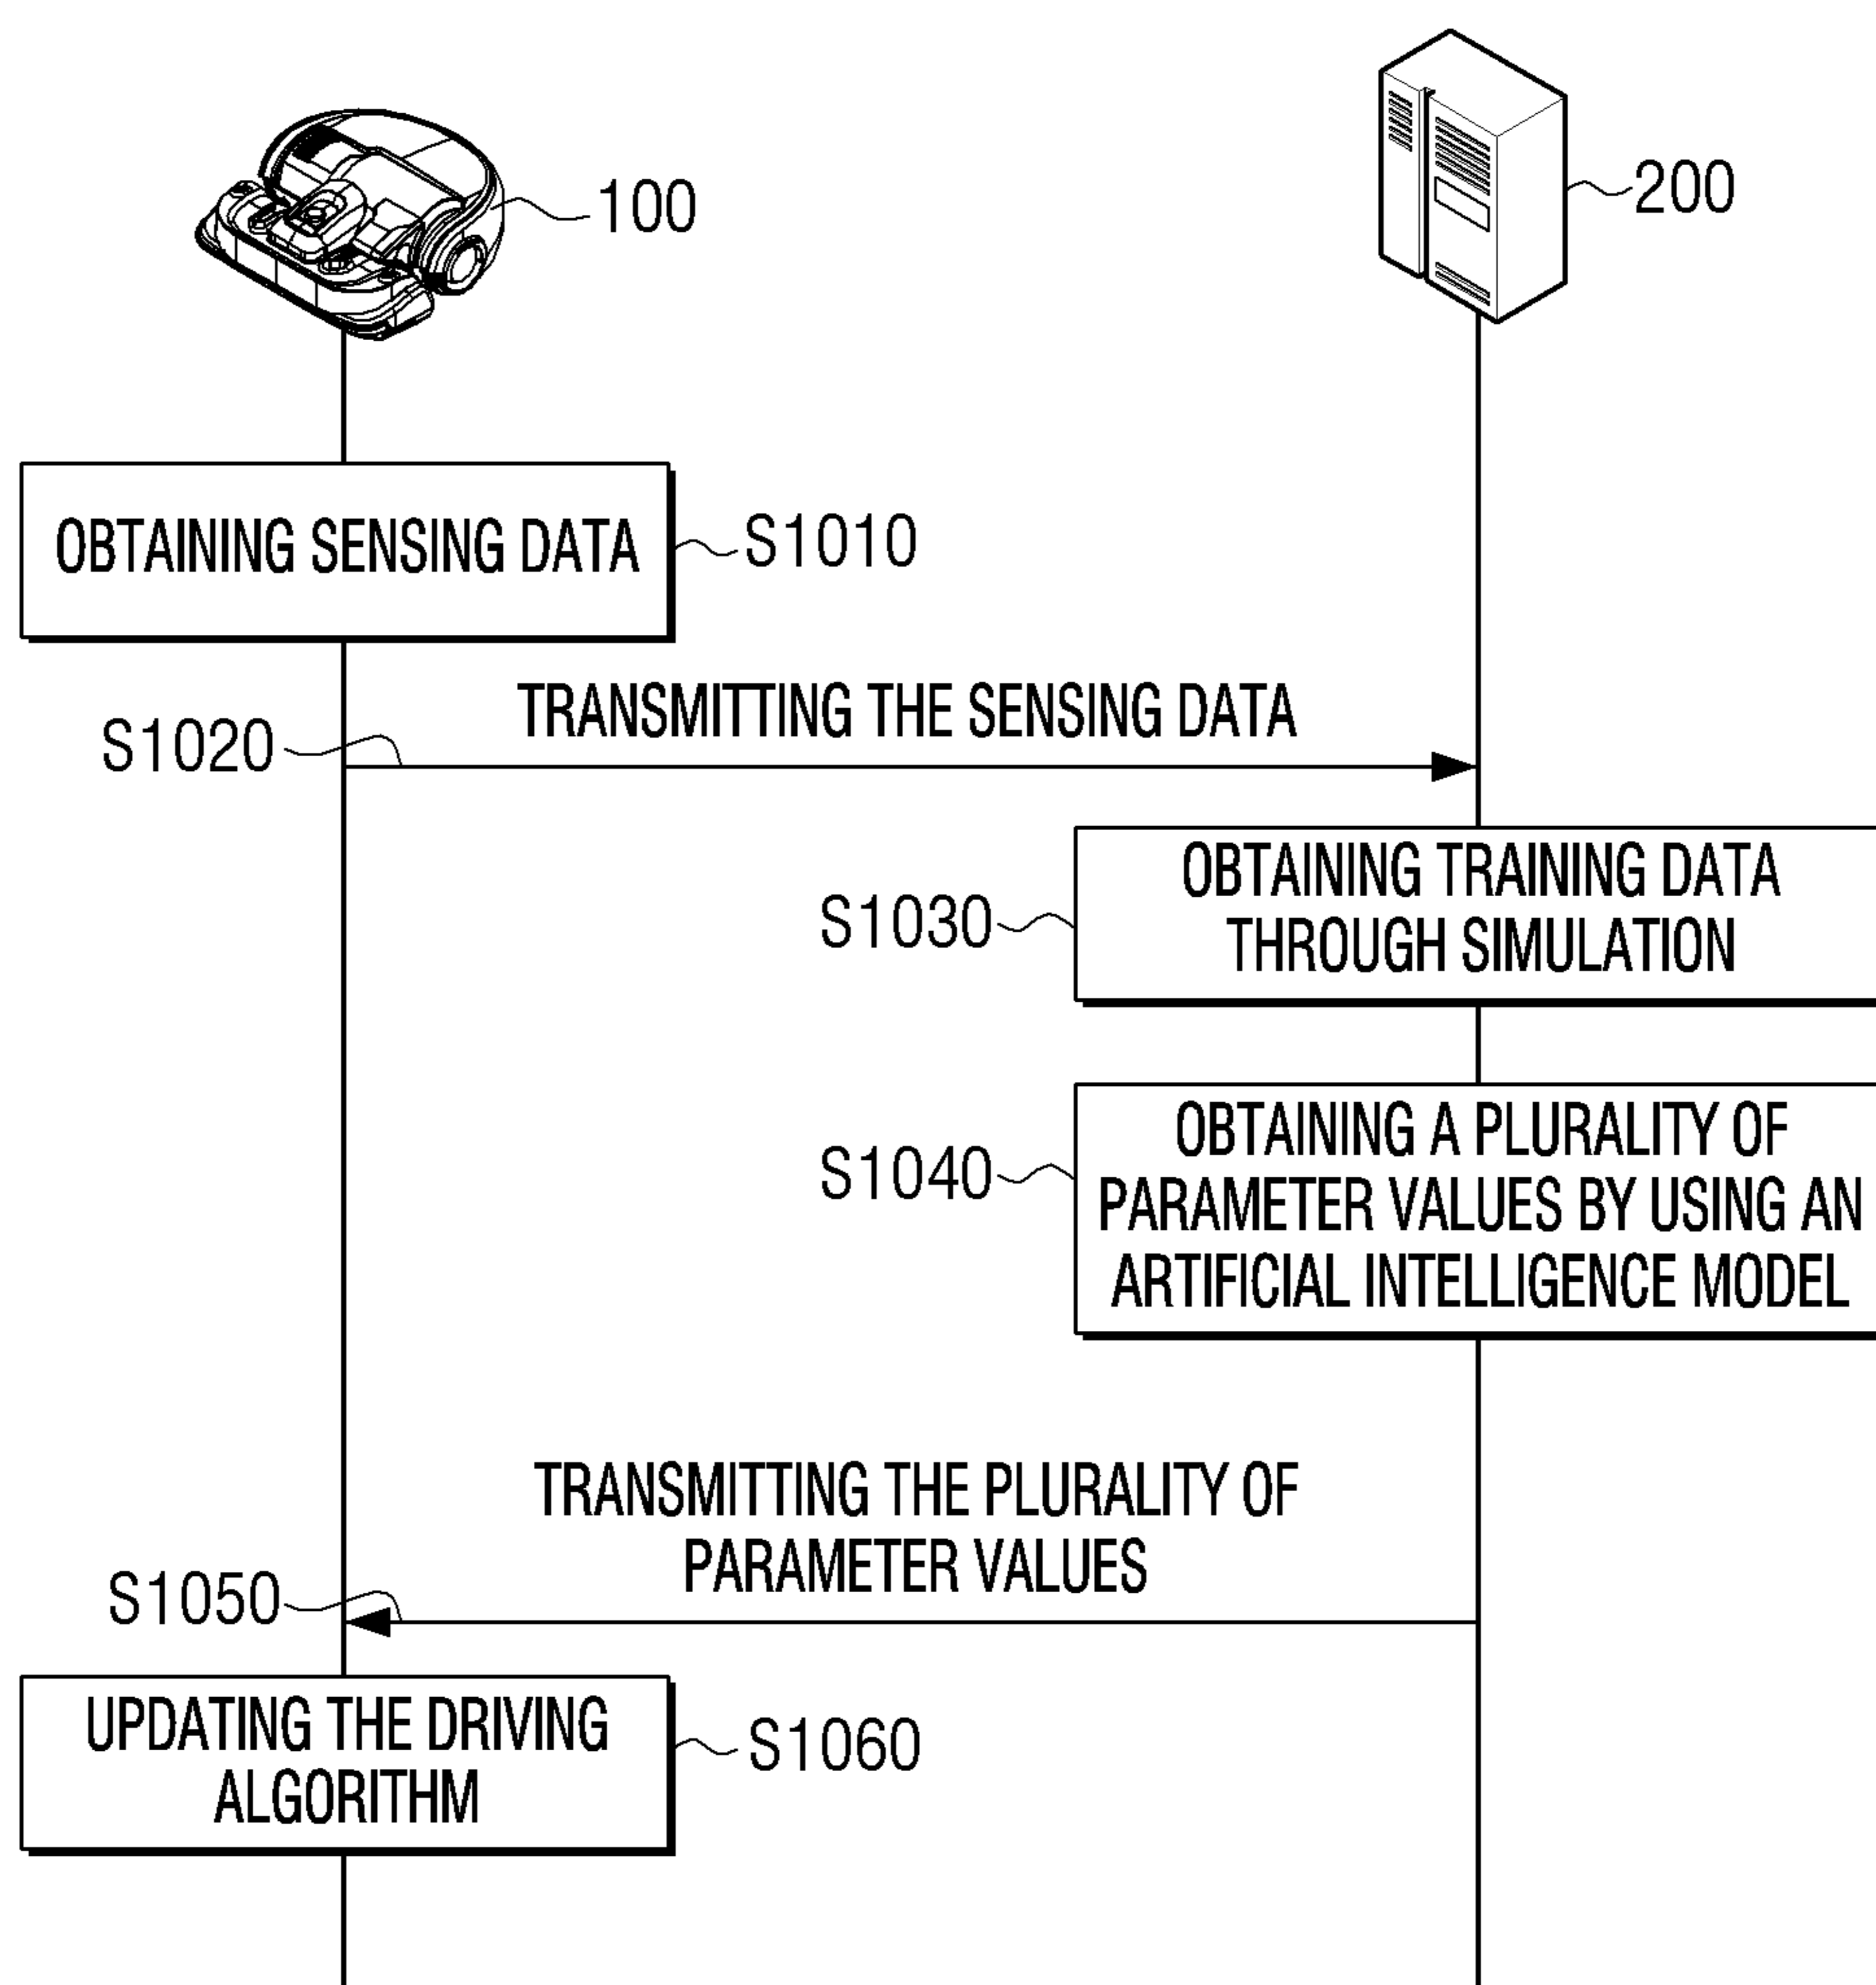 100
200
OBTAINING SENSING DATA
S1010
TRANSMITTING THE SENSING DATA
S1020
OBTAINING TRAINING DATA
THROUGH SIMULATION
S1030
OBTAINING A PLURALITY OF
PARAMETER VALUES BY USING AN
ARTIFICIAL INTELLIGENCE MODEL
S1040
TRANSMITTING THE PLURALITY OF
PARAMETER VALUES
S1050
UPDATING THE DRIVING
ALGORITHM
S1060